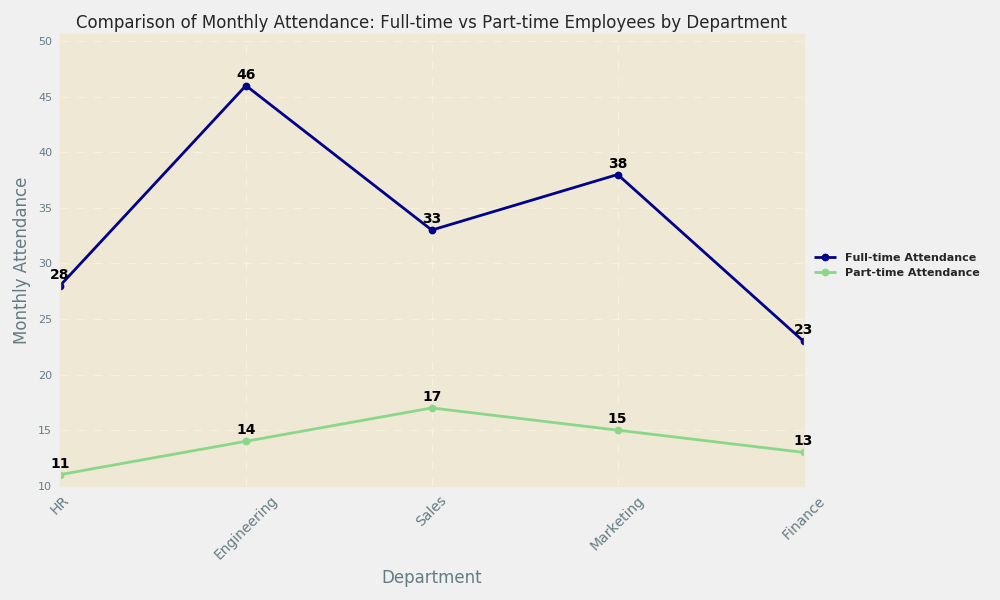 Comparison of Monthly Attendance: Full-time vs Part-time Employees by Department
50
45
40
35
30
25
20
15
10
Monthly Attendance
28
46
33
38
23
11
14
17
15
13
HR
Engineering
Sales
Marketing
Finance
Department
Full-time Attendance
Part-time Attendance